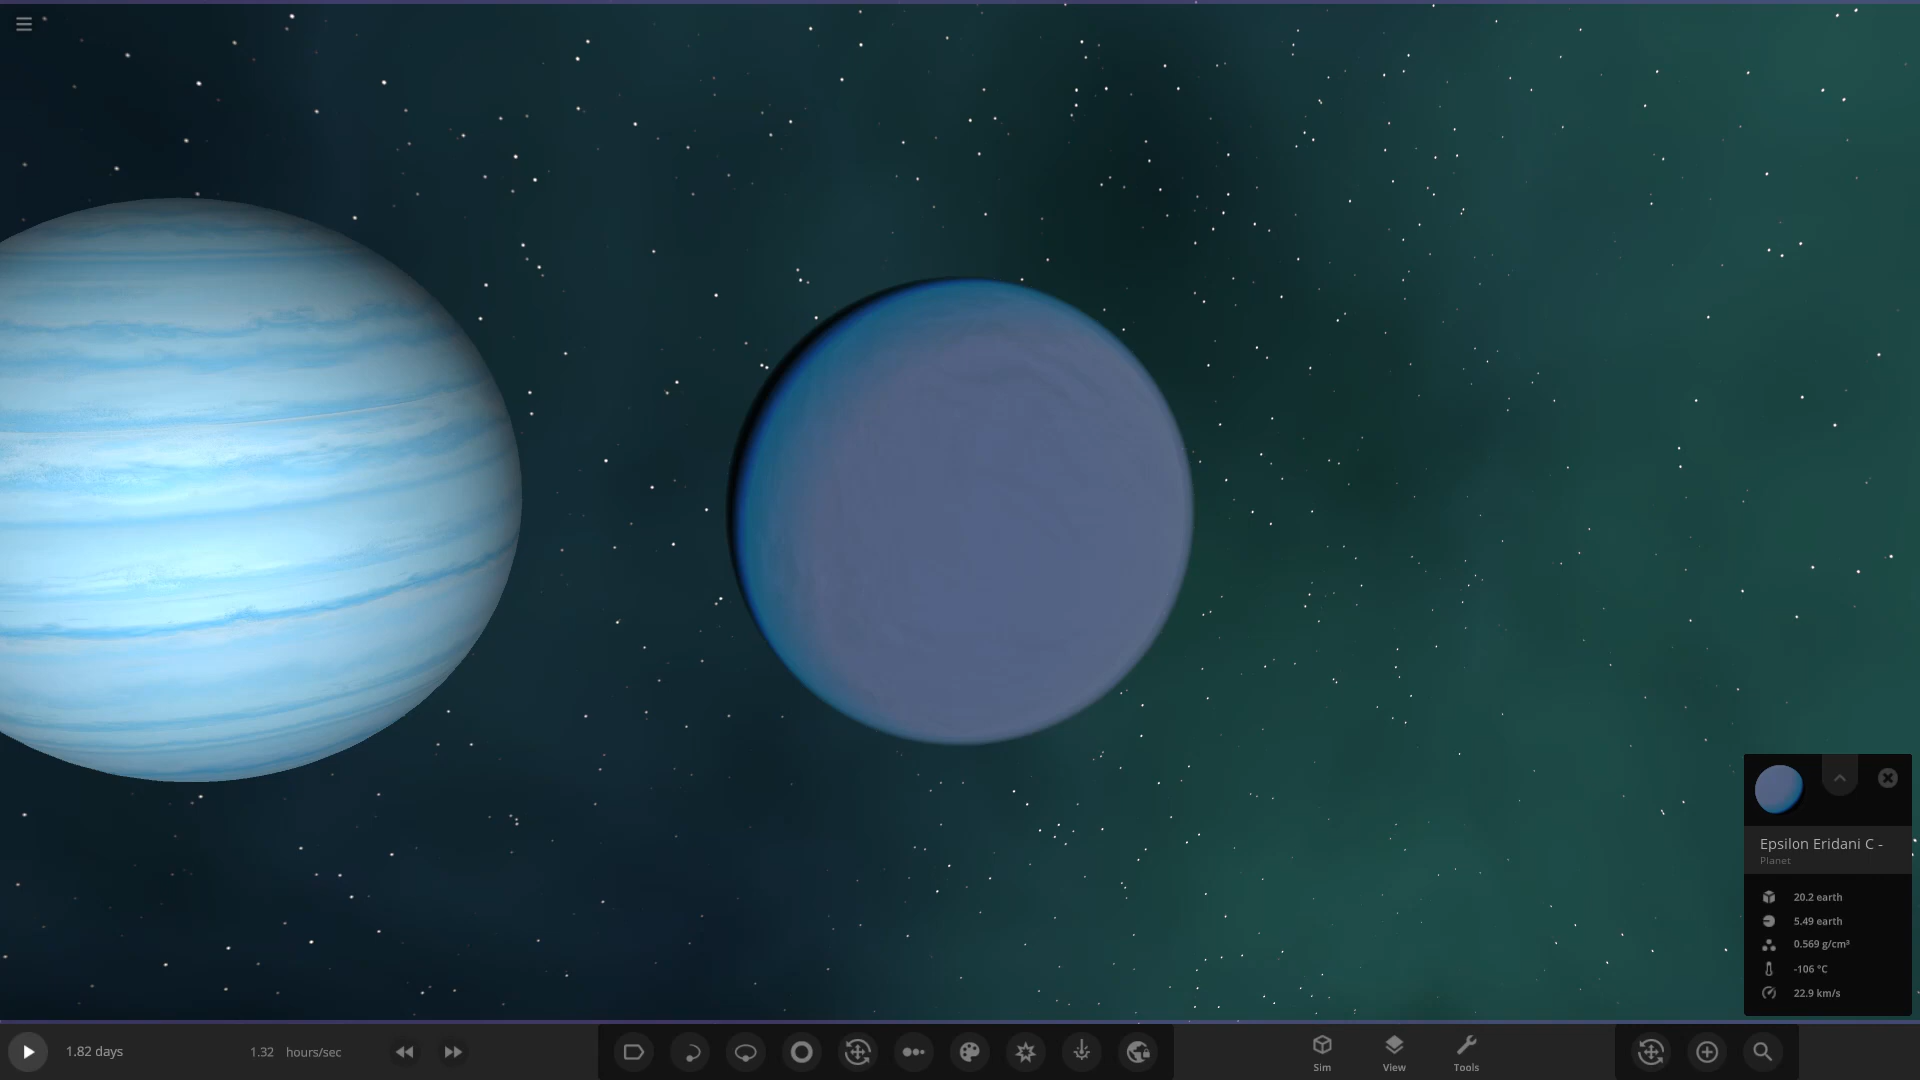 Epsilon Eridani C -
Planet
20.2 earth
5.49 earth
0.569 g/cm³
-106 °C
22.9 km/s
1.82 days
1.32 hours/sec
Sim
View
Tools